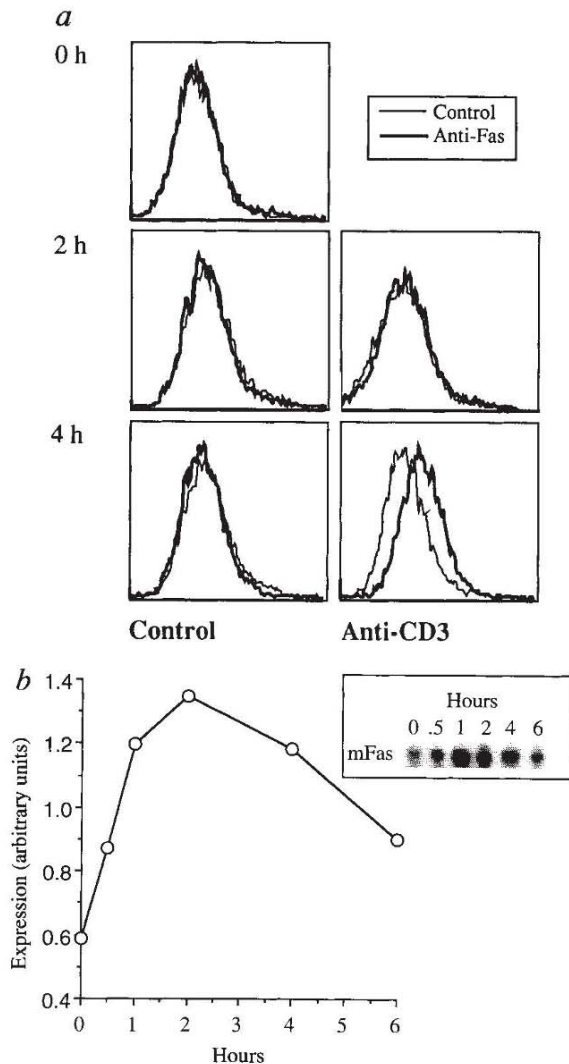 a
0 h
Control
Anti-Fas
2 h
4 h
Control Anti-CD3
b
1.4
1.2
1.0
0.8
0.6
0.4
Expression (arbitrary units)
0 1 2 3 4 5 6
Hours
Hours
0 .5 1 2 4 6
mFas